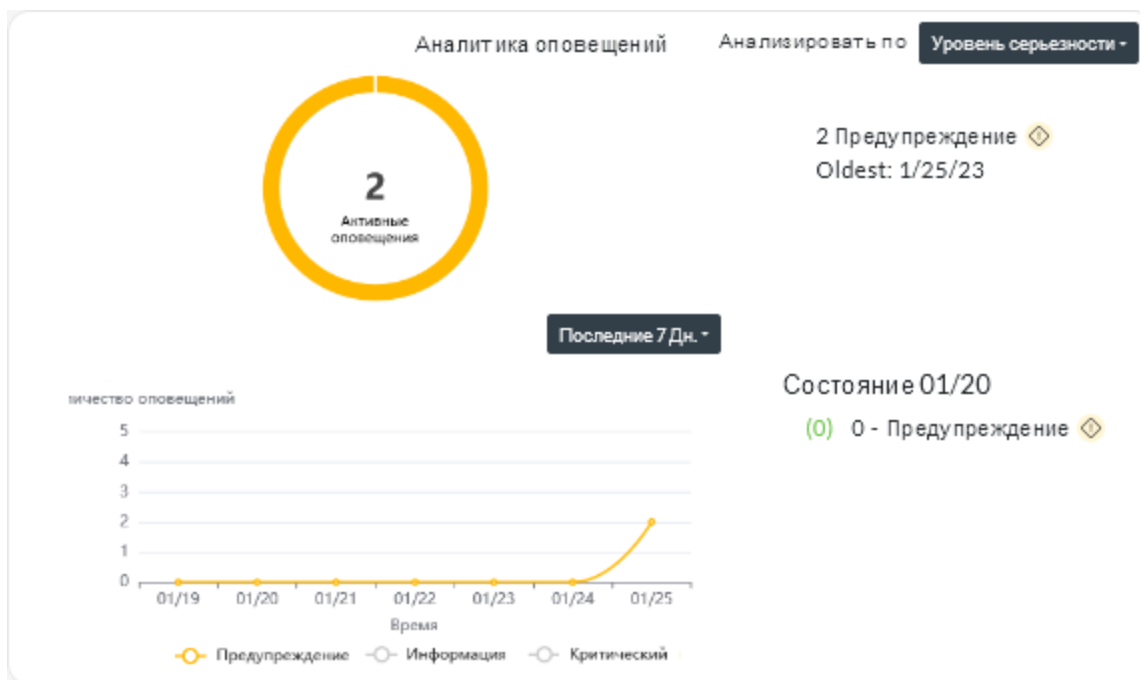 Аналитика оповещений
Анализировать по
Уровень серьезности
2
Активные
оповещения
2 Предупреждение
Oldest: 1/25/23
Последние 7 Дн.
ичество оповещений
5
4
3
2
1
0
01/19 01/20 01/21 01/22 01/23 01/24 01/25
Время
Предупреждение Информация Критический
Состояние 01/20
(0) 0 - Предупреждение